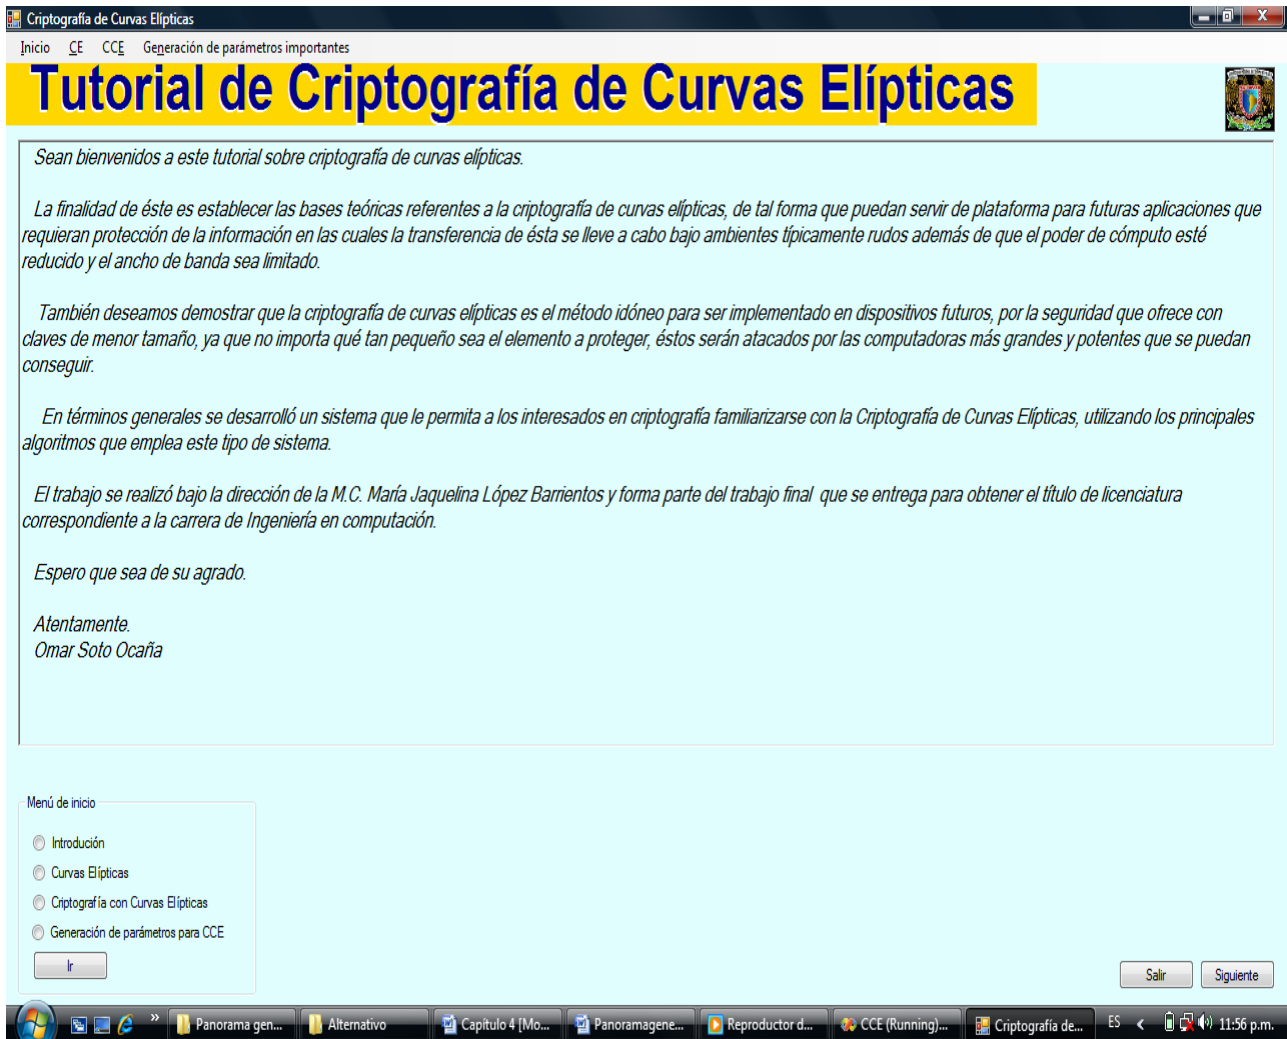 Criptografía de Curvas Elípticas
Inicio CE CCE Generación de parámetros importantes
Tutorial de Criptografía de Curvas Elípticas
Sean bienvenidos a este tutorial sobre criptografía de curvas elípticas.
La finalidad de éste es establecer las bases teóricas referentes a la criptografía de curvas elípticas, de tal forma que puedan servir de plataforma para futuras aplicaciones que
requieran protección de la información en las cuales la transferencia de ésta se lleve a cabo bajo ambientes típicamente rudos además de que el poder de cómputo esté
reducido y el ancho de banda sea limitado.
También deseamos demostrar que la criptografía de curvas elípticas es el método idóneo para ser implementado en dispositivos futuros, por la seguridad que ofrece con
claves de menor tamaño, ya que no importa qué tan pequeño sea el elemento a proteger, éstos serán atacados por las computadoras más grandes y potentes que se puedan
conseguir.
En términos generales se desarrolló un sistema que le permita a los interesados en criptografía familiarizarse con la Criptografía de Curvas Elípticas, utilizando los principales
algoritmos que emplea este tipo de sistema.
El trabajo se realizó bajo la dirección de la M.C. María Jaquelina López Barrientos y forma parte del trabajo final que se entrega para obtener el título de licenciatura
correspondiente a la carrera de Ingeniería en computación.
Espero que sea de su agrado.
Atentamente.
Omar Soto Ocaña
Menú de inicio
Introdución
Curvas Elípticas
Criptografía con Curvas Elípticas
Generación de parámetros para CCE
Ir
Salir Siguiente
Panorama gen... Alternativo Capítulo 4 [Mo... Panoramagene... Reproductor d... CCE (Running)... Criptografía de... ES 11:56 p.m.